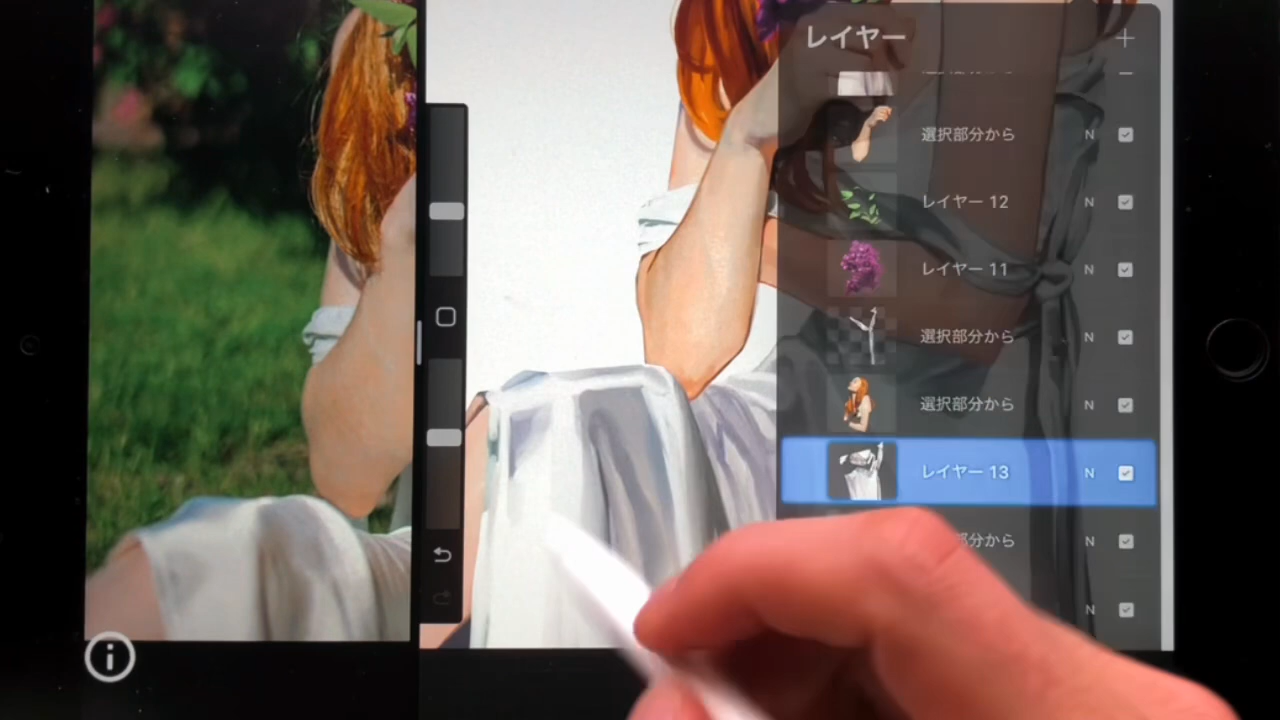 レイヤー
選択部分から N
レイヤー 12 N
レイヤー 11 N
選択部分から N
選択部分から N
レイヤー 13 N
部分から N
N
i